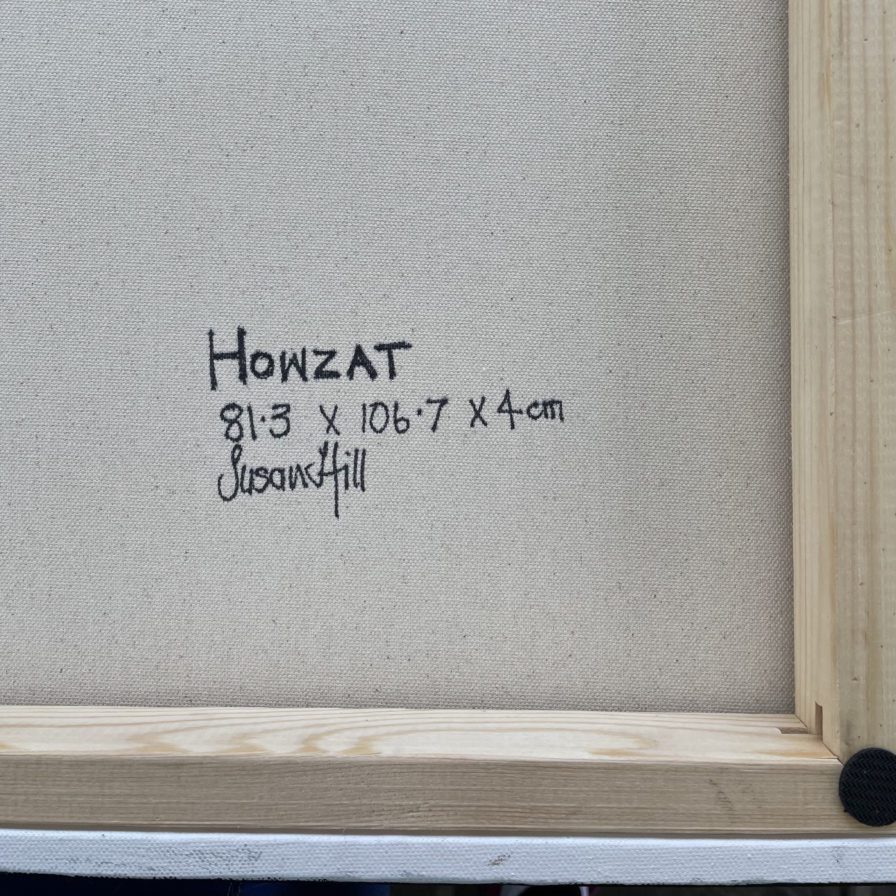 HOWZAT
81.3 x 106.7 x 4 cm
Susan Hill